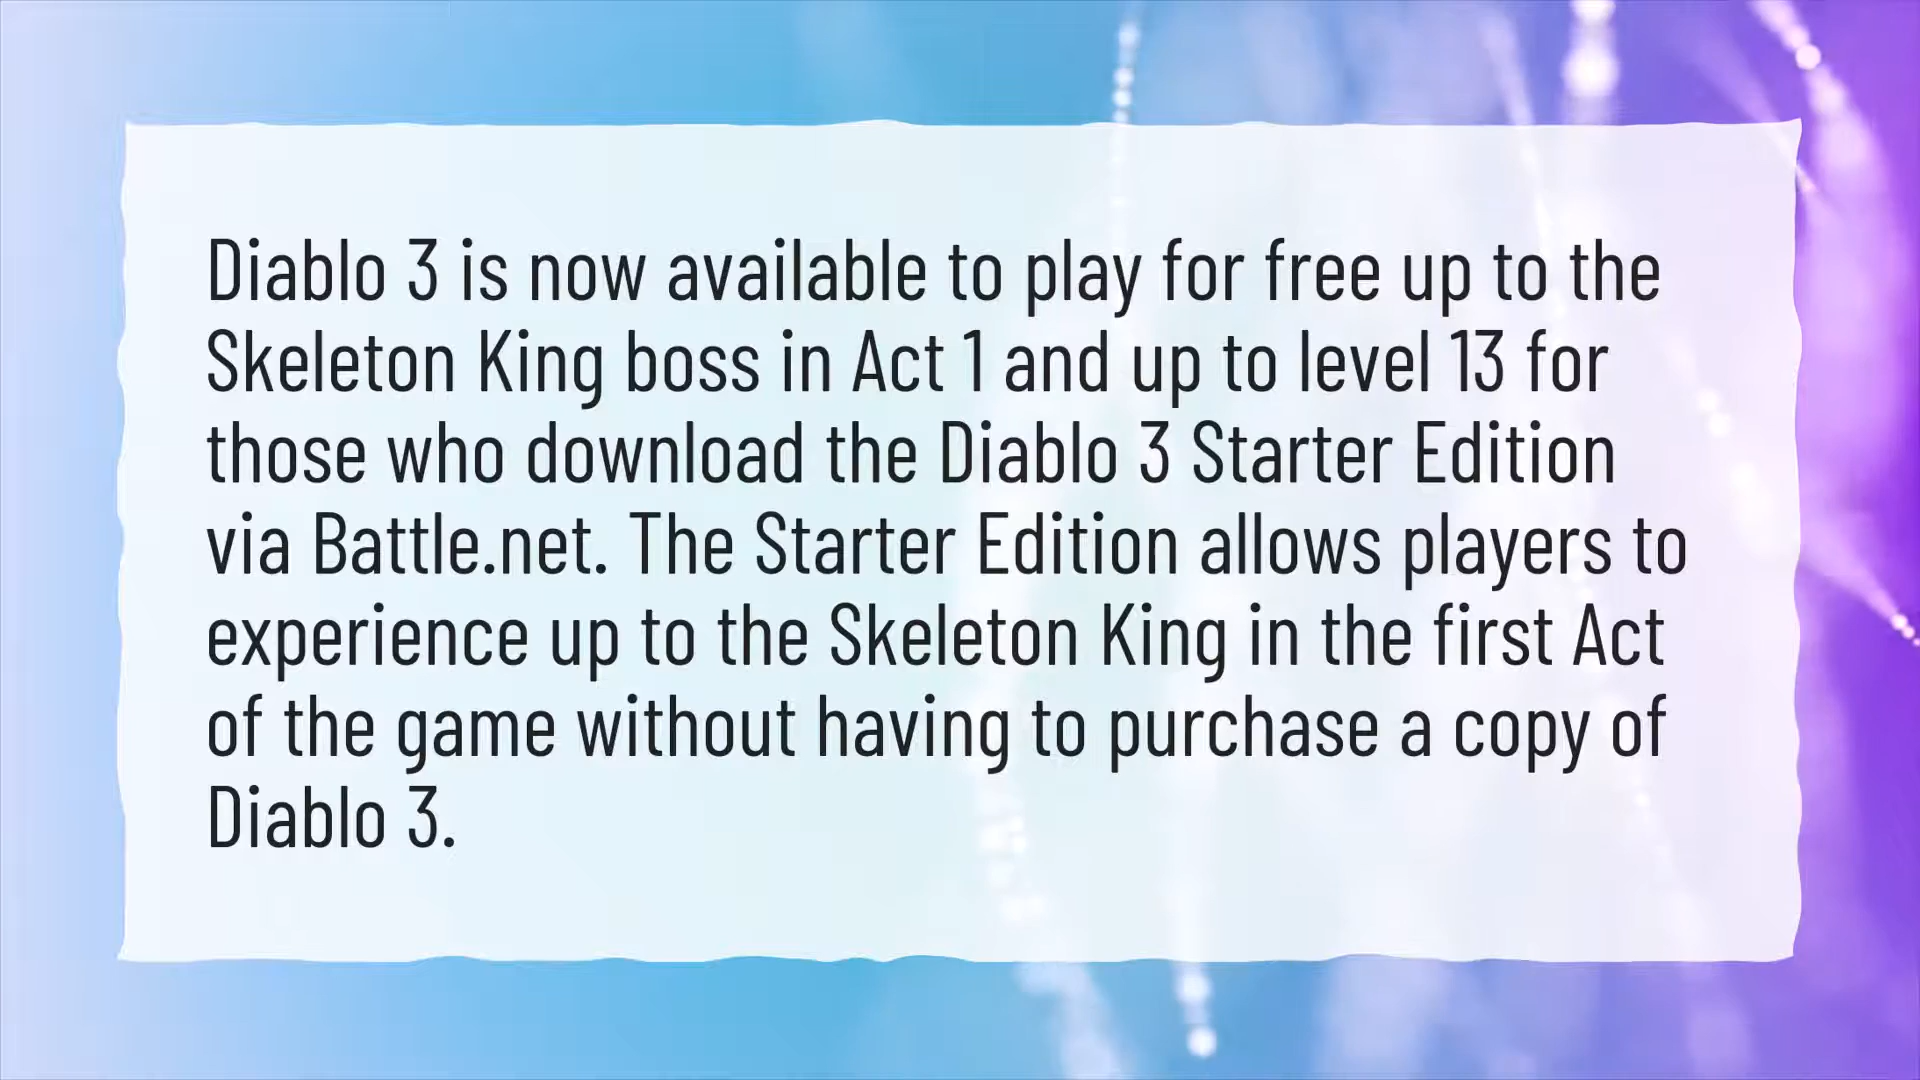 Diablo 3 is now available to play for free up to the
Skeleton King boss in Act 1 and up to level 13 for
those who download the Diablo 3 Starter Edition
via Battle.net. The Starter Edition allows players to
experience up to the Skeleton King in the first Act
of the game without having to purchase a copy of
Diablo 3.